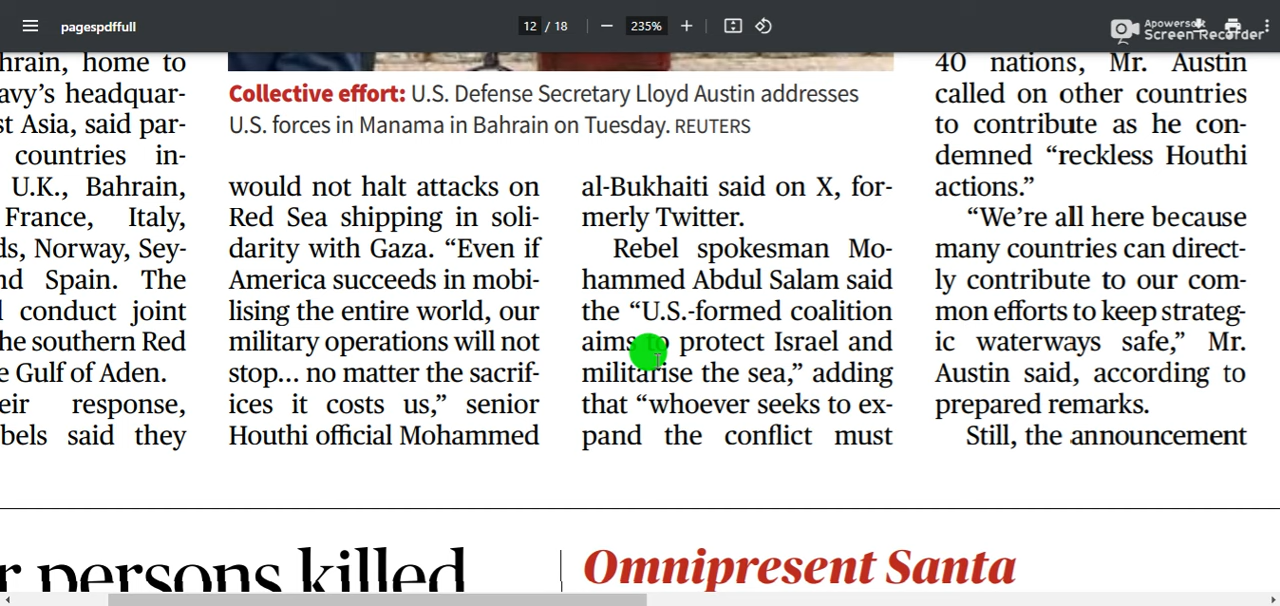 pagespdffull
12 / 18
235%
Apowersoft
Screen Recorder
hrain, home to
avy's headquar-
st Asia, said par-
countries in-
U.K., Bahrain,
France, Italy,
ds, Norway, Sey-
nd Spain. The
l conduct joint
he southern Red
e Gulf of Aden.
eir response,
bels said they
Collective effort: U.S. Defense Secretary Lloyd Austin addresses
U.S. forces in Manama in Bahrain on Tuesday. REUTERS
would not halt attacks on
Red Sea shipping in soli-
darity with Gaza. "Even if
America succeeds in mobi-
lising the entire world, our
military operations will not
stop... no matter the sacrif-
ices it costs us," senior
Houthi official Mohammed
al-Bukhaiti said on X, for-
merly Twitter.
Rebel spokesman Mo-
hammed Abdul Salam said
the "U.S.-formed coalition
aims to protect Israel and
militarise the sea," adding
that "whoever seeks to ex-
pand the conflict must
40 nations, Mr. Austin
called on other countries
to contribute as he con-
demned "reckless Houthi
actions."
"We're all here because
many countries can direct-
ly contribute to our com-
mon efforts to keep strateg-
ic waterways safe," Mr.
Austin said, according to
prepared remarks.
Still, the announcement
r persons killed
Omnipresent Santa